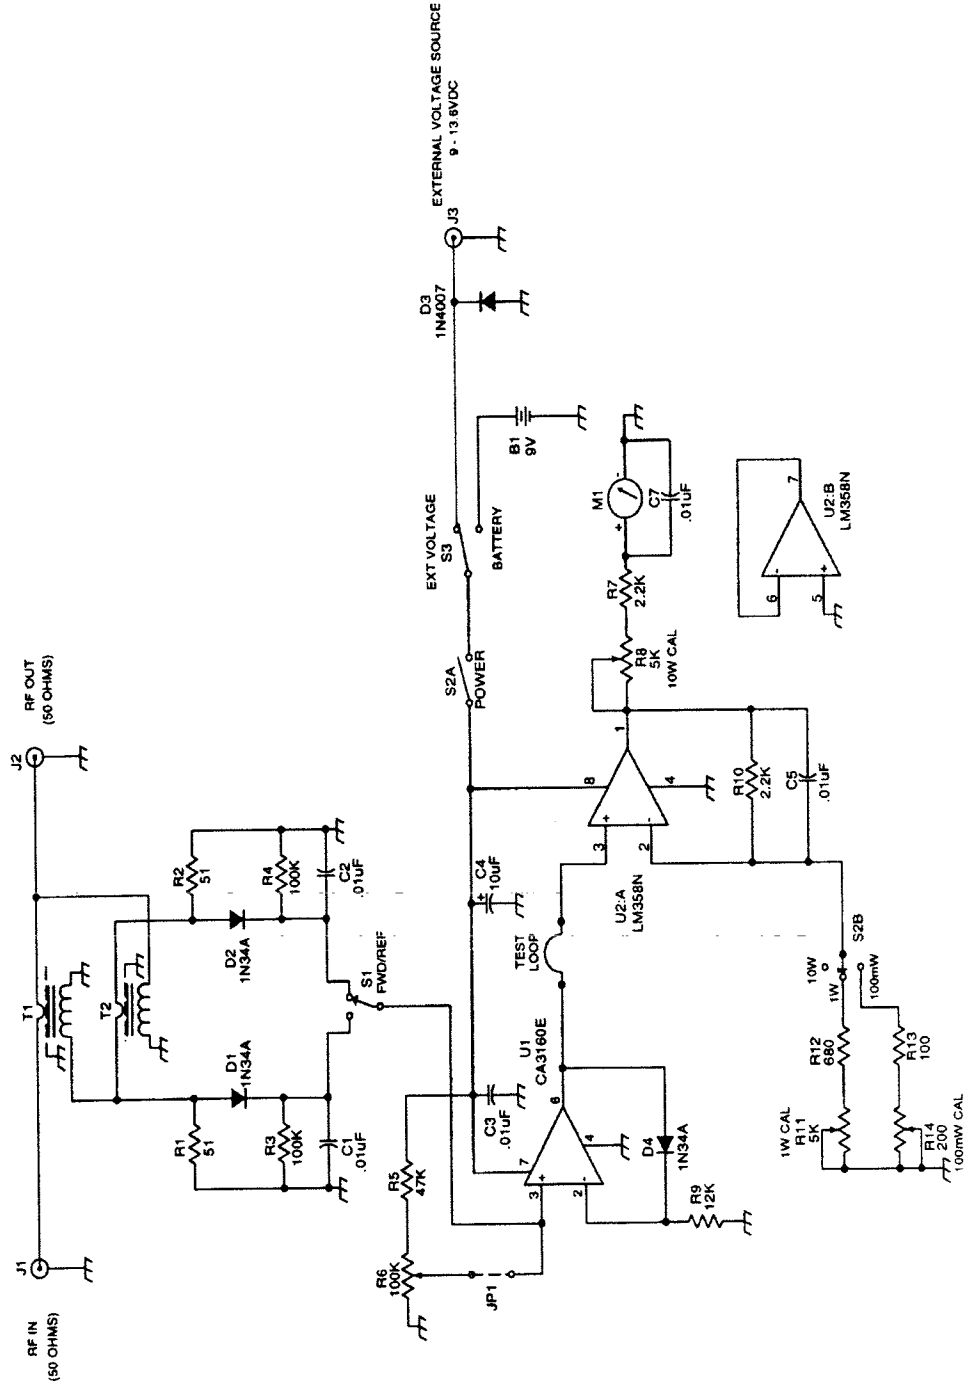 RF IN
(50 OHMS)
J1
T1
T2
J2
RF OUT
(50 OHMS)
R1
51
D1
1N34A
R3
100K
C1
.01uF
R2
51
D2
1N34A
R4
100K
C2
.01uF
S1
FWD/REF
R6
100K
R5
47K
JP1
C3
.01uF
C4
10uF
+
S2A
POWER
EXT VOLTAGE
S3
BATTERY
B1
9V
D3
1N4007
J3
EXTERNAL VOLTAGE SOURCE
9 - 13.6VDC
U1
CA3160E
3
+
2
-
7
4
6
D4
1N34A
R9
12K
TEST
LOOP
U2:A
LM358N
3
+
2
-
8
4
1
R8
5K
10W CAL
R7
2.2K
M1
+
-
C7
.01uF
R10
2.2K
C5
.01uF
6
-
5
+
7
U2:B
LM358N
1W CAL
R11
5K
R12
680
10W
1W
100mW
S2B
R13
100
R14
200
100mW CAL